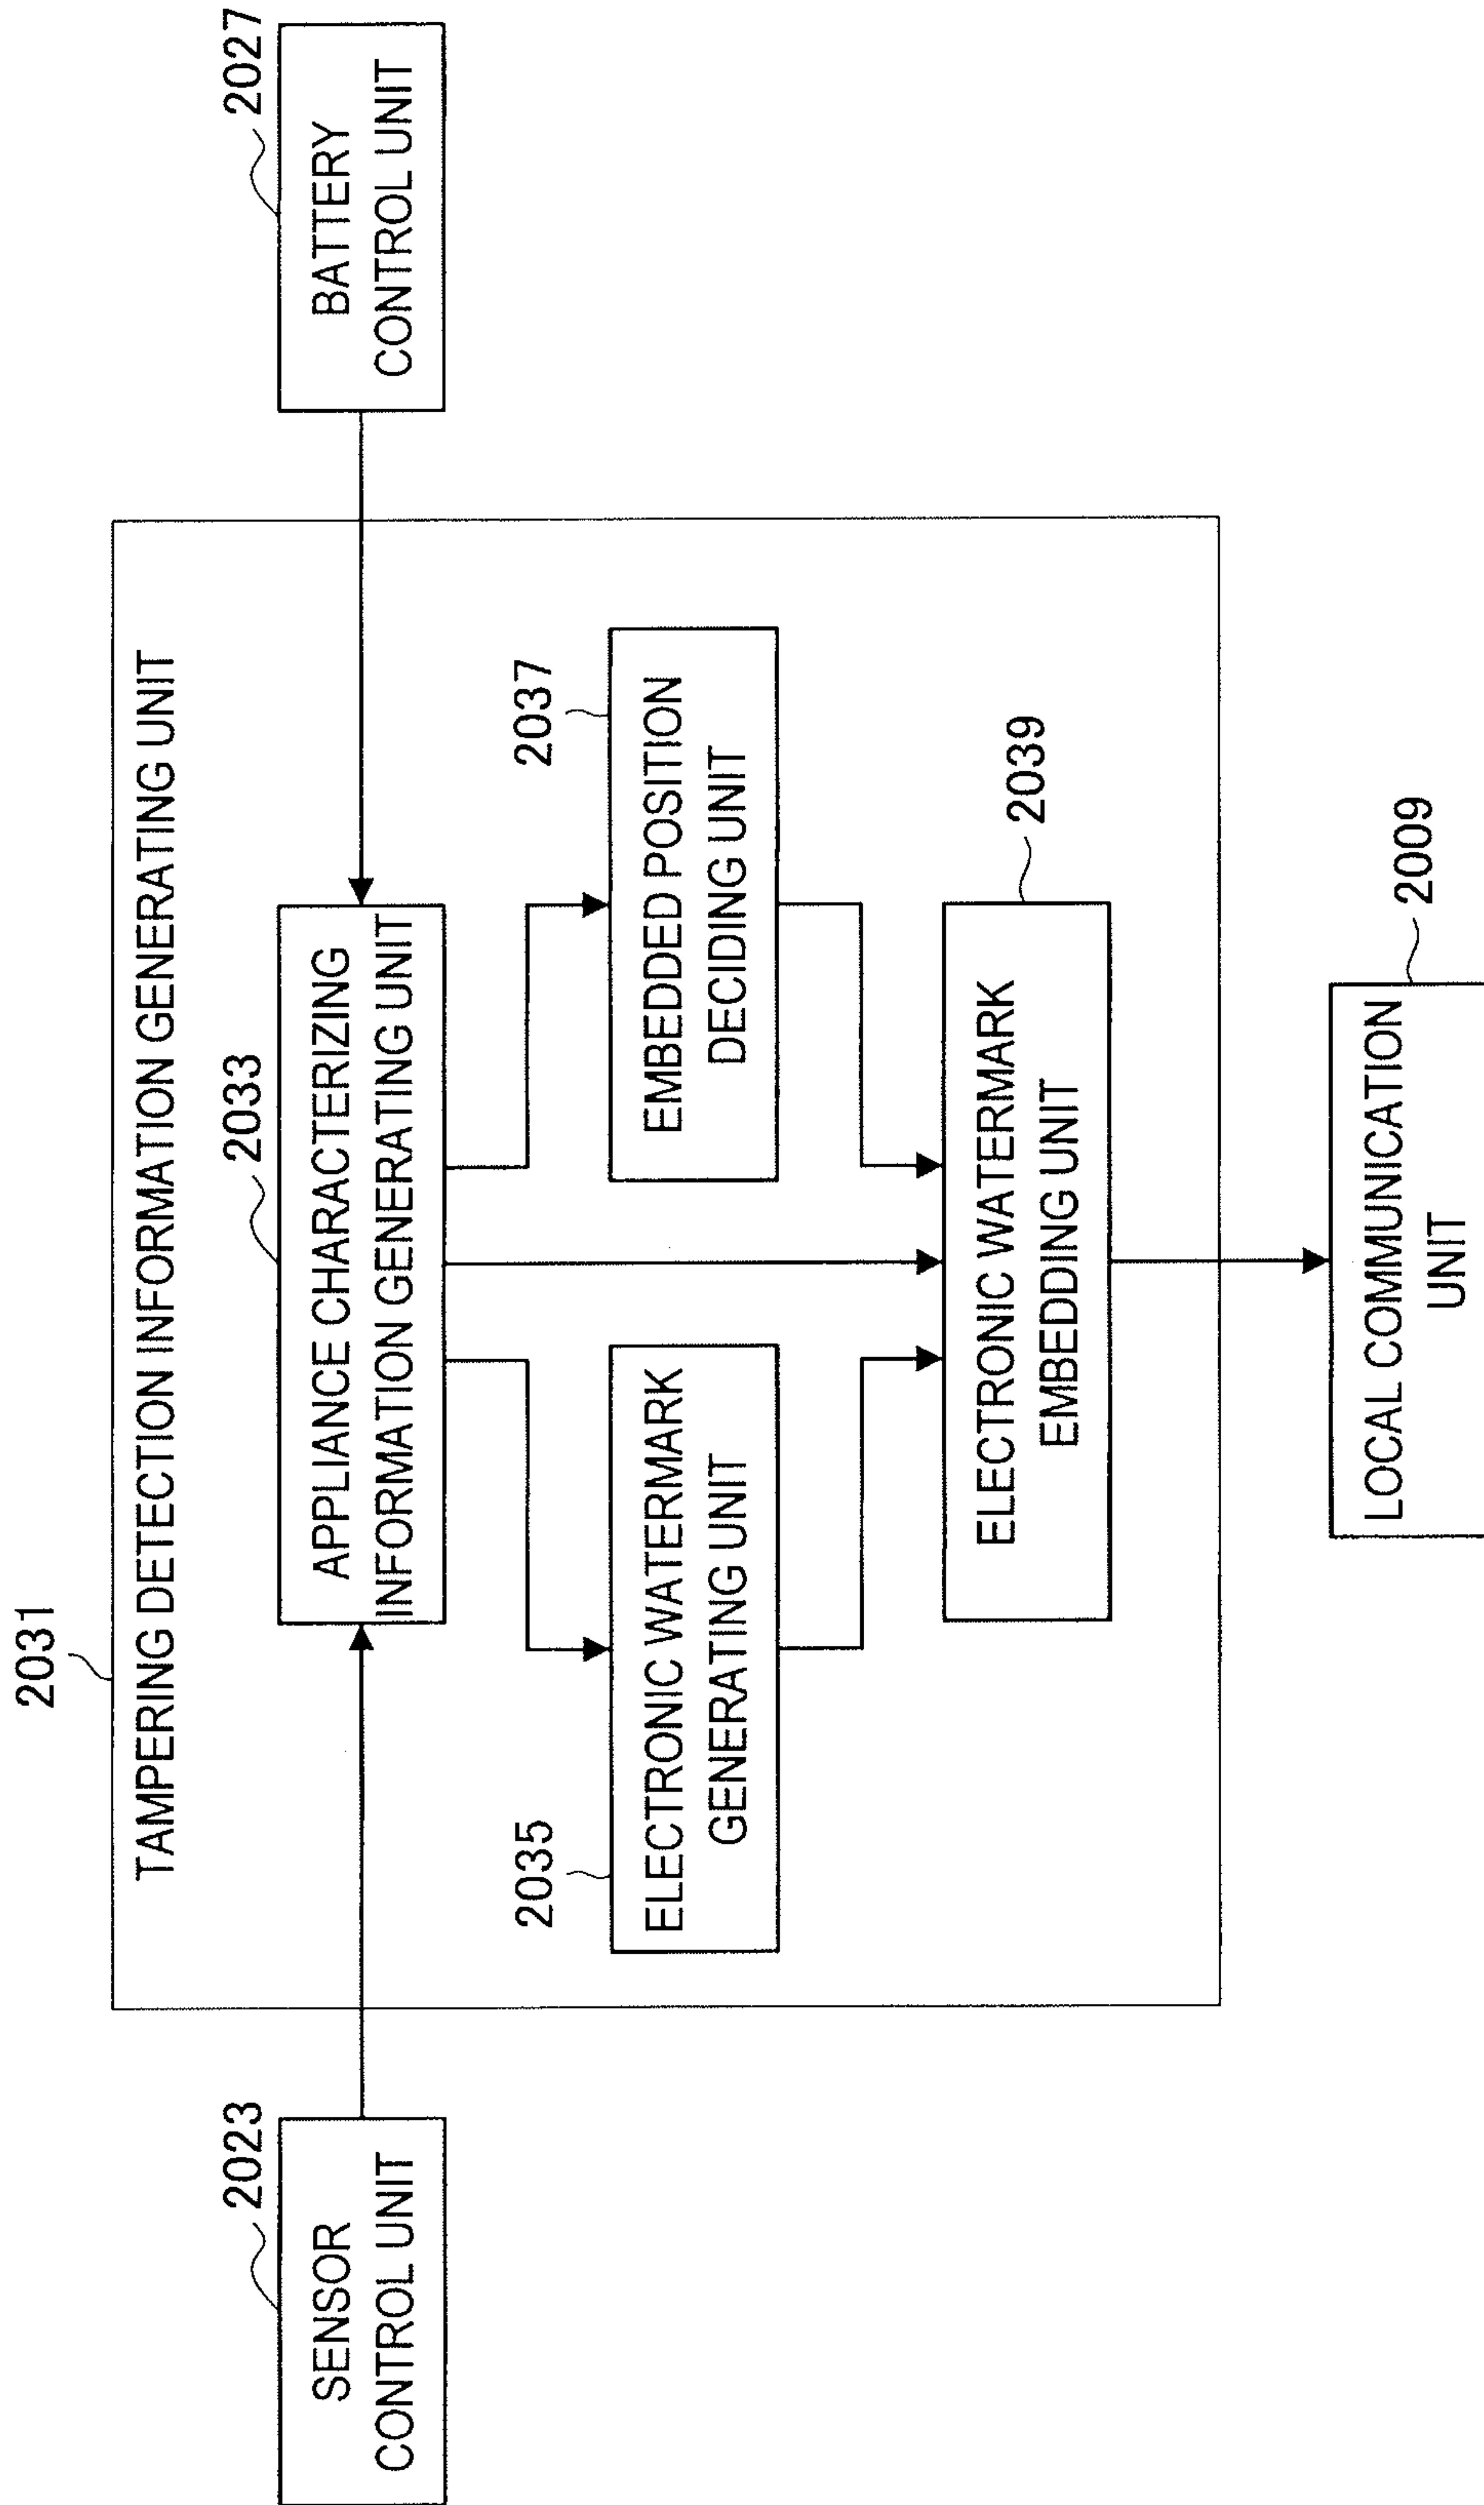 2031
TAMPERING DETECTION INFORMATION GENERATING UNIT
2023
SENSOR
CONTROL UNIT
2033
APPLIANCE CHARACTERIZING
INFORMATION GENERATING UNIT
2027
BATTERY
CONTROL UNIT
2035
ELECTRONIC WATERMARK
GENERATING UNIT
2037
EMBEDDED POSITION
DECIDING UNIT
2039
ELECTRONIC WATERMARK
EMBEDDING UNIT
2009
LOCAL COMMUNICATION
UNIT